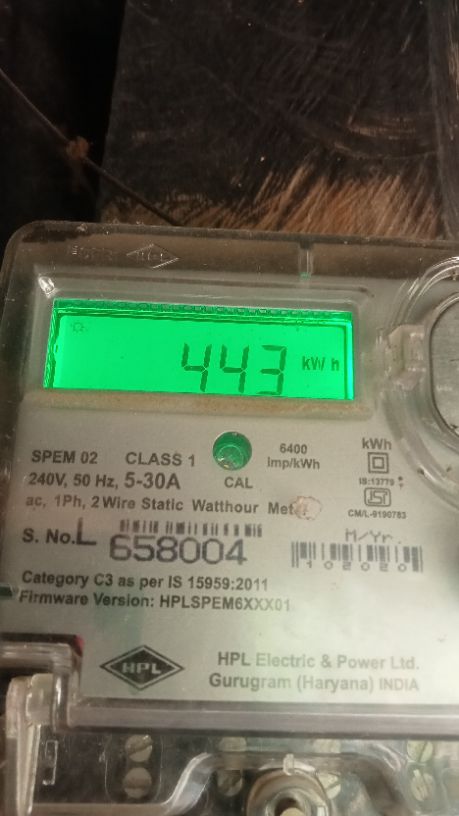 443 kWh
SPEM 02 CLASS 1 6400 imp/kWh kWh
240V, 50 Hz, 5-30A CAL IS:13779
ac, 1Ph, 2 Wire Static Watthour CM/L-9190763
S. No. L 658004 M/Yr. 102020
Category C3 as per IS 15959:2011
Firmware Version: HPLSPEM6XXX01
HPL HPL Electric & Power Ltd.
Gurugram (Haryana) INDIA